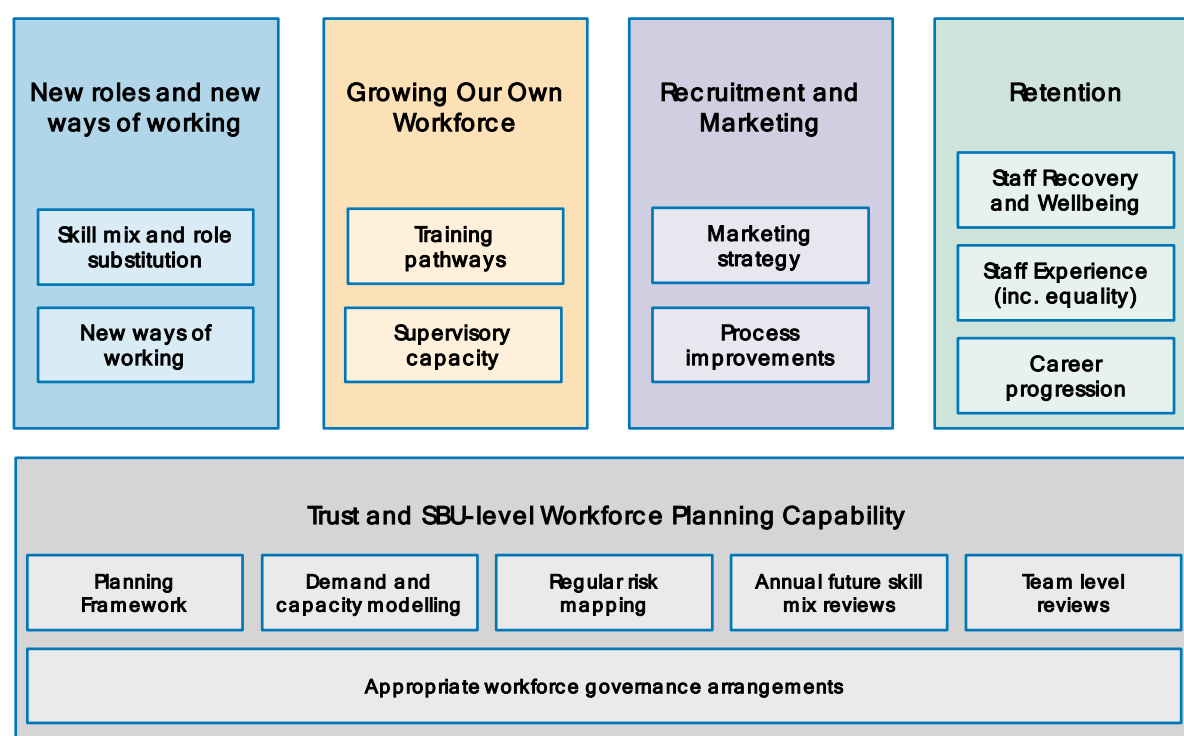 New roles and new
ways of working
Skill mix and role
substitution
New ways of
working
Growing Our Own
Workforce
Training
pathways
Supervisory
capacity
Recruitment and
Marketing
Marketing
strategy
Process
improvements
Retention
Staff Recovery
and Wellbeing
Staff Experience
(inc. equality)
Career
progression
Trust and SBU-level Workforce Planning Capability
Planning
Framework
Demand and
capacity modelling
Regular risk
mapping
Annual future skill
mix reviews
Team level
reviews
Appropriate workforce governance arrangements